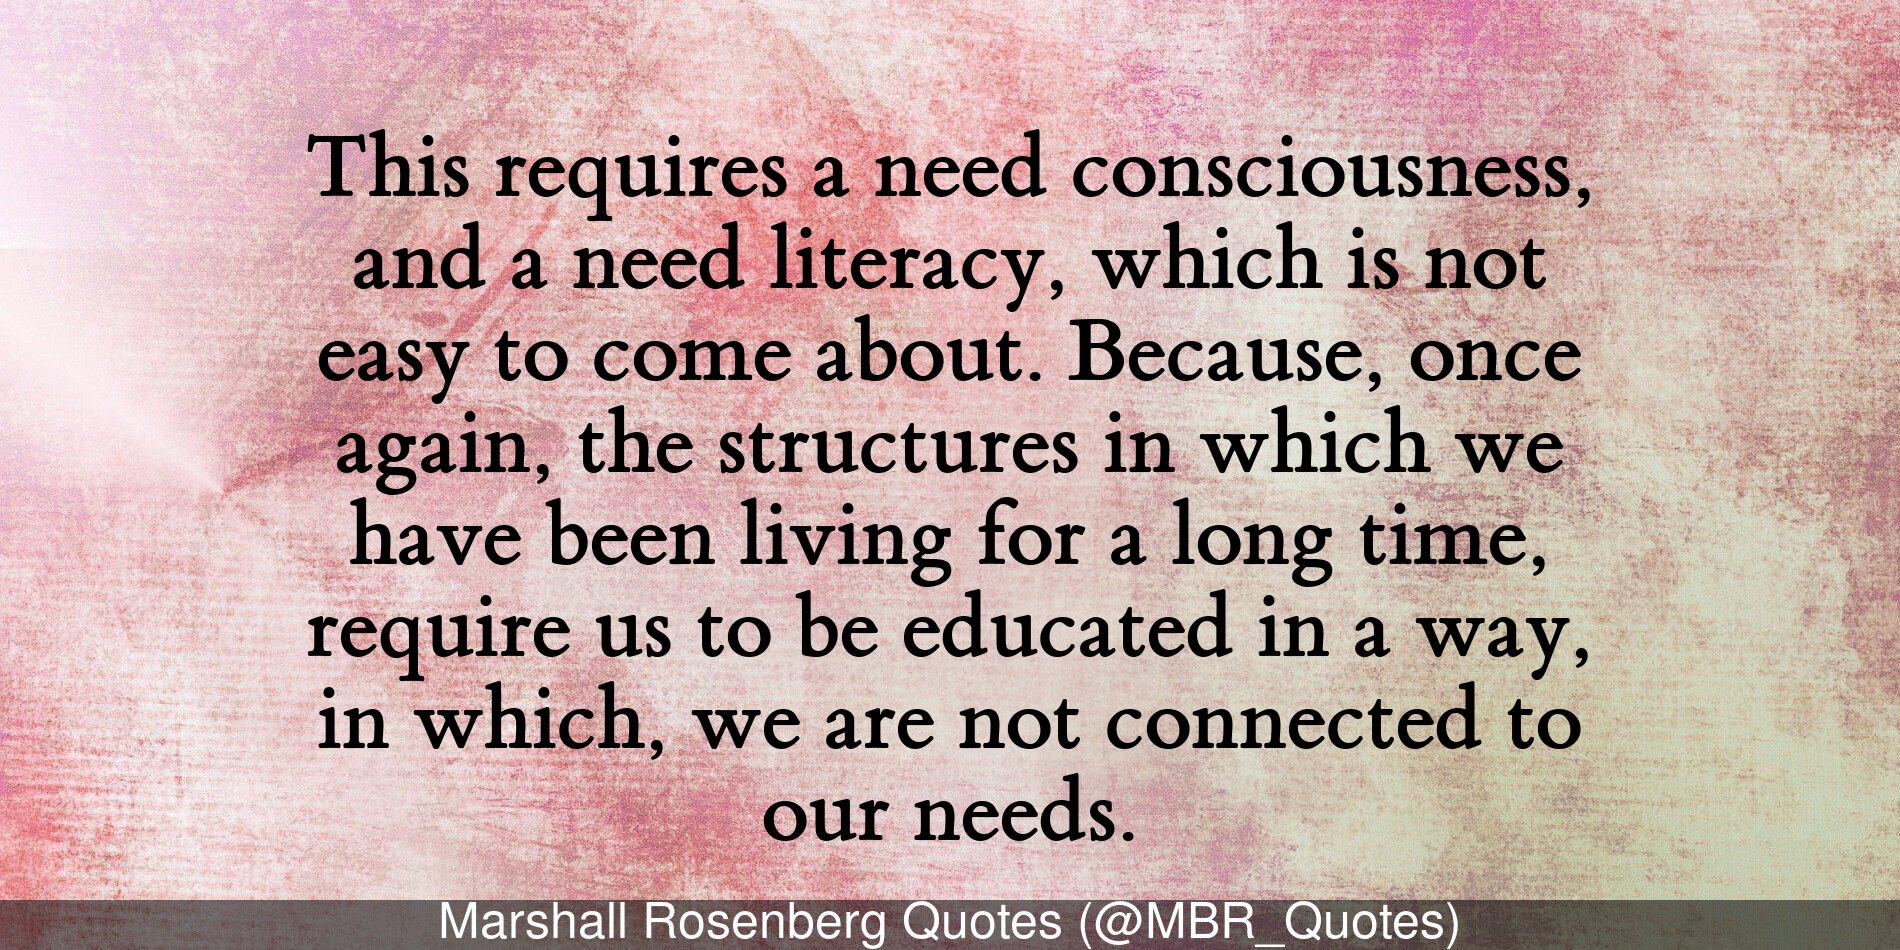 This requires a need consciousness,
and a need literacy, which is not
easy to come about. Because, once
again, the structures in which we
have been living for a long time,
require us to be educated in a way,
in which, we are not connected to
our needs.
Marshall Rosenberg Quotes (@MBR_Quotes)